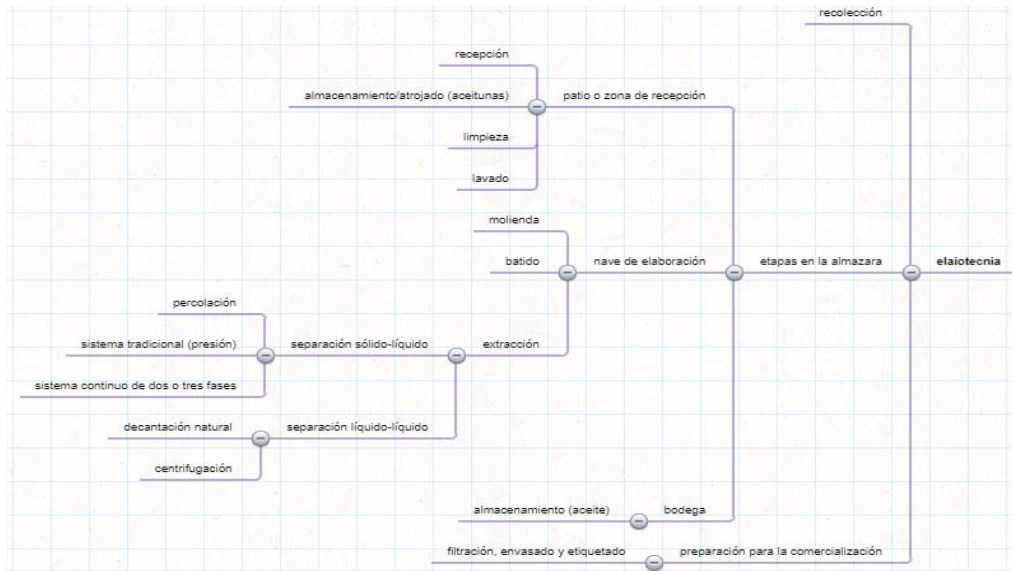 recolección
recepción
almacenamiento/atrojado (aceitunas)
patio o zona de recepción
limpieza
lavado
molienda
batido
nave de elaboración
etapas en la almazara
elaiotecnia
percolación
sistema tradicional (presión)
separación sólido-líquido
extracción
sistema continuo de dos o tres fases
decantación natural
separación líquido-líquido
centrifugación
almacenamiento (aceite)
bodega
filtración, envasado y etiquetado
preparación para la comercialización